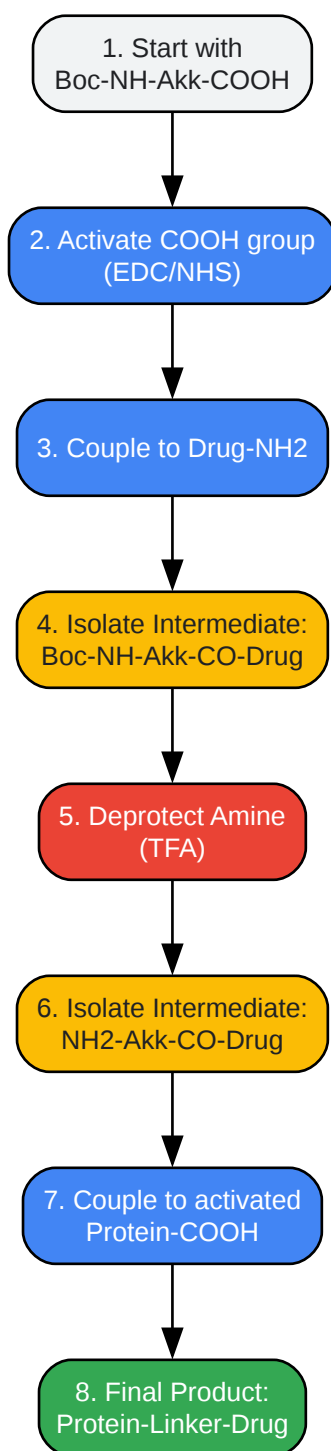 1. Start with
Boc-NH-Akk-COOH
2. Activate COOH group
(EDC/NHS)
3. Couple to Drug-NH2
4. Isolate Intermediate:
Boc-NH-Akk-CO-Drug
5. Deprotect Amine
(TFA)
6. Isolate Intermediate:
NH2-Akk-CO-Drug
7. Couple to activated
Protein-COOH
8. Final Product:
Protein-Linker-Drug